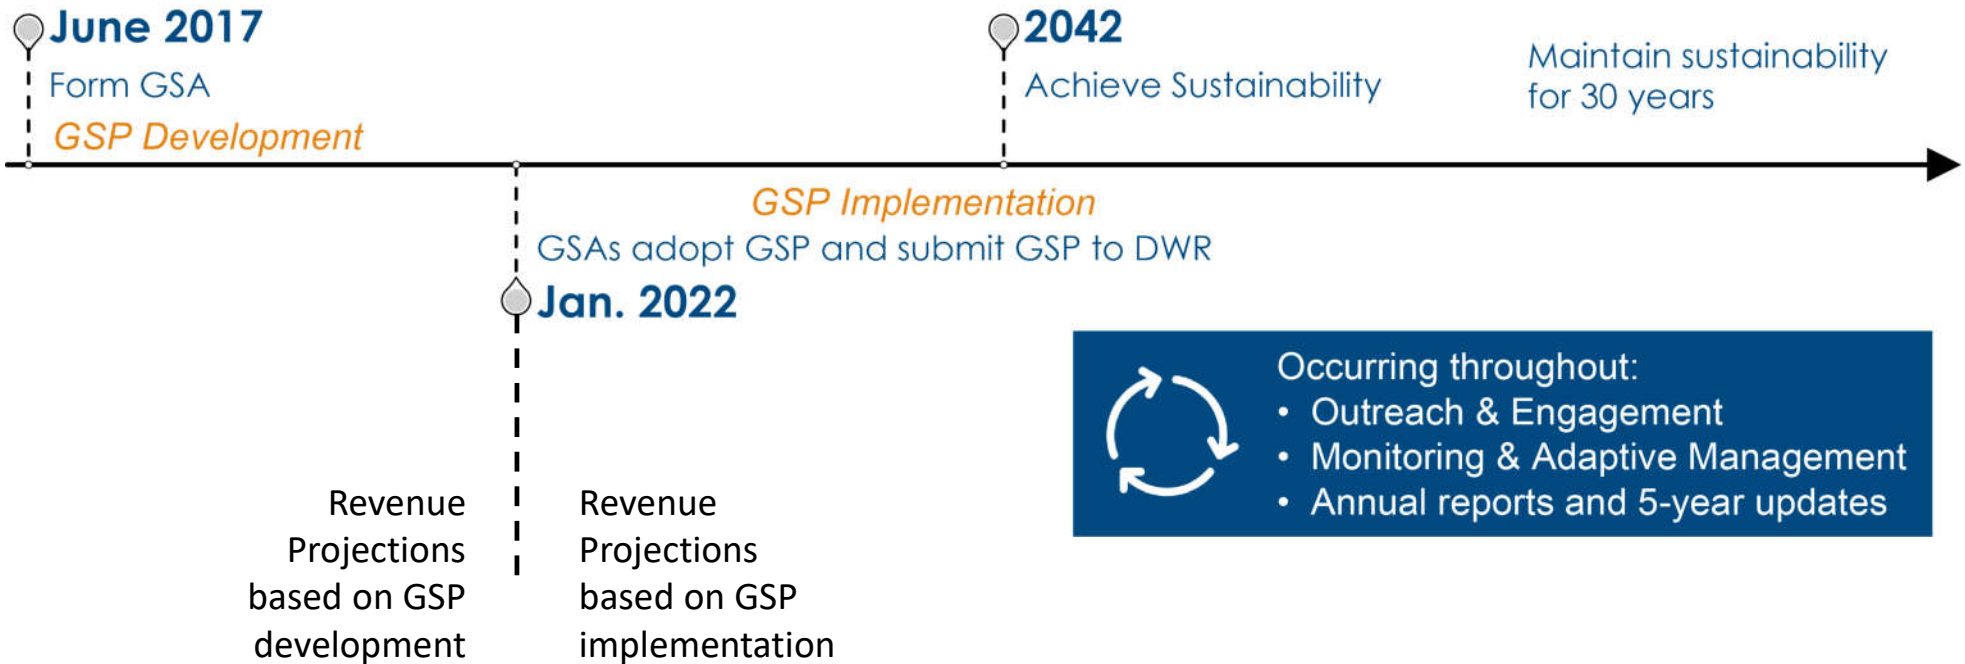 June 2017
Form GSA
GSP Development
2042
Achieve Sustainability
Maintain sustainability
for 30 years
GSP Implementation
GSAs adopt GSP and submit GSP to DWR
Jan. 2022
Revenue
Projections
based on GSP
development
Revenue
Projections
based on GSP
implementation
Occurring throughout:
• Outreach & Engagement
• Monitoring & Adaptive Management
• Annual reports and 5-year updates